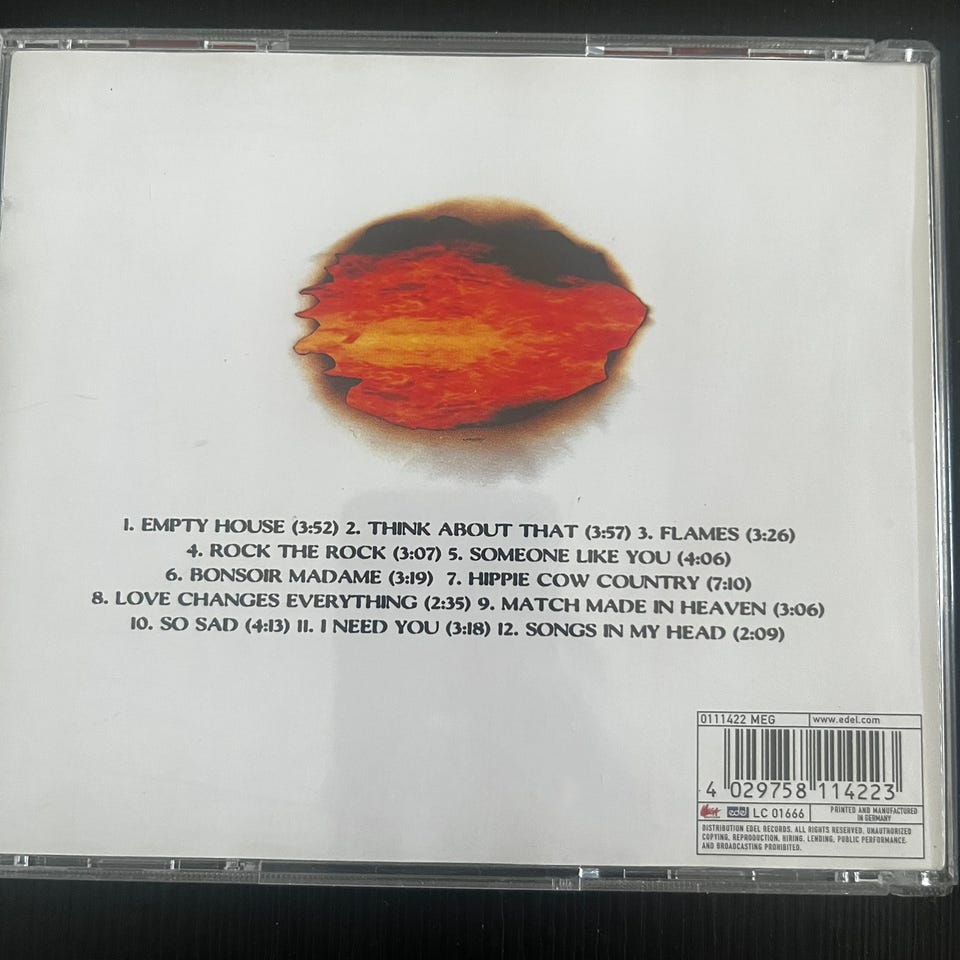 1. EMPTY HOUSE (3:52) 2. THINK ABOUT THAT (3:57) 3. FLAMES (3:26)
4. ROCK THE ROCK (3:07) 5. SOMEONE LIKE YOU (4:06)
6. BONSOIR MADAME (3:19) 7. HIPPIE COW COUNTRY (7:10)
8. LOVE CHANGES EVERYTHING (2:35) 9. MATCH MADE IN HEAVEN (3:06)
10. SO SAD (4:13) 11. I NEED YOU (3:18) 12. SONGS IN MY HEAD (2:09)
0111422 MEG www.edel.com
4 029758 114223
edel LC 01666 PRINTED AND MANUFACTURED
IN GERMANY
DISTRIBUTION EDEL RECORDS. ALL RIGHTS RESERVED. UNAUTHORIZED
COPYING, REPRODUCTION, HIRING, LENDING, PUBLIC PERFORMANCE,
AND BROADCASTING PROHIBITED.